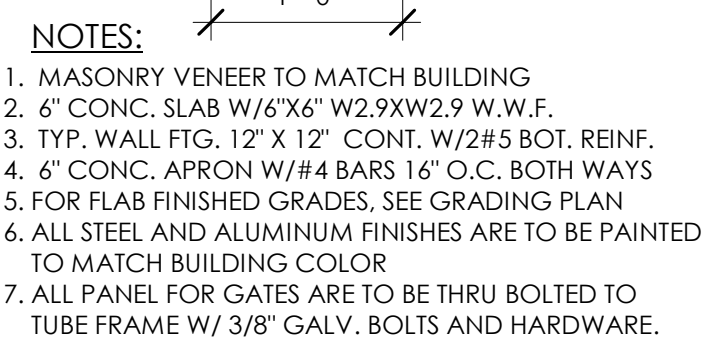 NOTES:
1. MASONRY VENEER TO MATCH BUILDING
2. 6" CONC. SLAB W/6"X6" W2.9XW2.9 W.W.F.
3. TYP. WALL FTG. 12" X 12" CONT. W/2#5 BOT. REINF.
4. 6" CONC. APRON W/#4 BARS 16" O.C. BOTH WAYS
5. FOR FLAB FINISHED GRADES, SEE GRADING PLAN
6. ALL STEEL AND ALUMINUM FINISHES ARE TO BE PAINTED
TO MATCH BUILDING COLOR
7. ALL PANEL FOR GATES ARE TO BE THRU BOLTED TO
TUBE FRAME W/ 3/8" GALV. BOLTS AND HARDWARE.